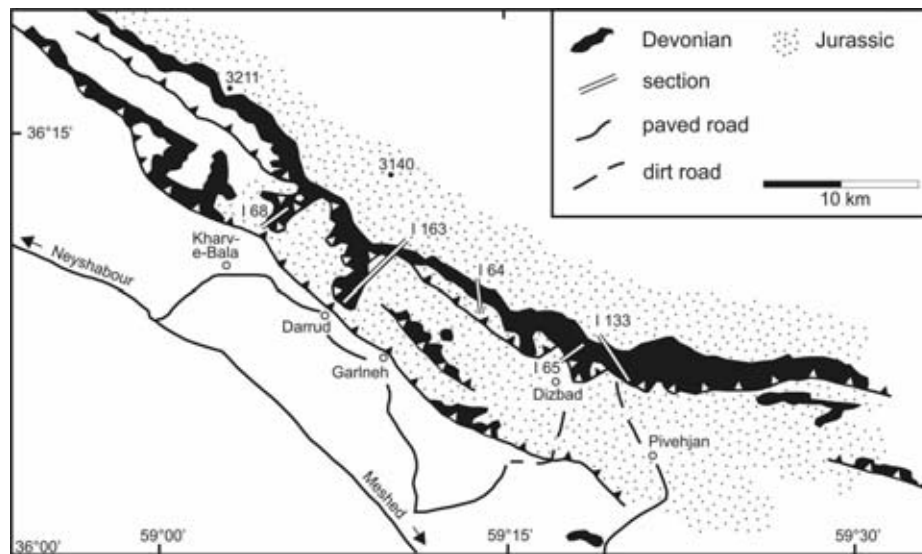 Devonian
Jurassic
section
paved road
dirt road
10 km
3211
36°15'
3140
I 68
I 163
Kharv-
e-Bala
I 64
Neyshabour
I 133
Darrud
I 65
Garlneh
Dizbad
Pivehjan
Meshed
36°00'
59°00'
59°15'
59°30'